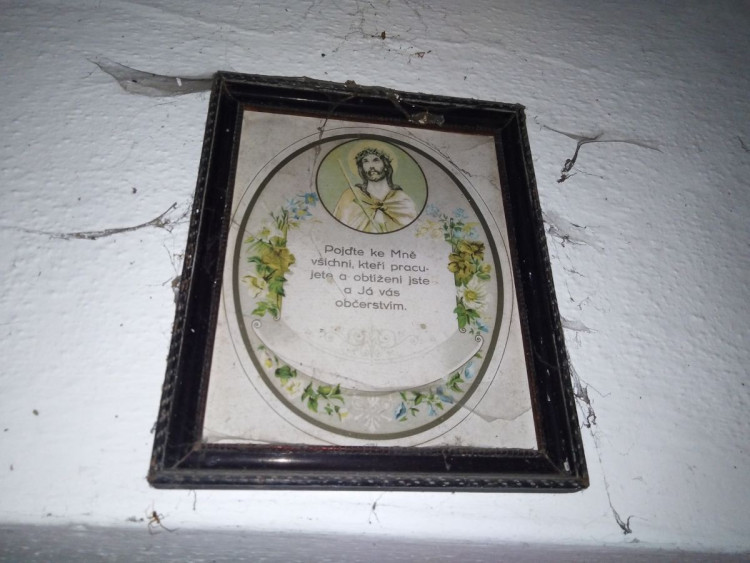 Pojďte ke Mně
všichni, kteří pracu-
jete a obtíženi jste
a Já vás
občerstvím.